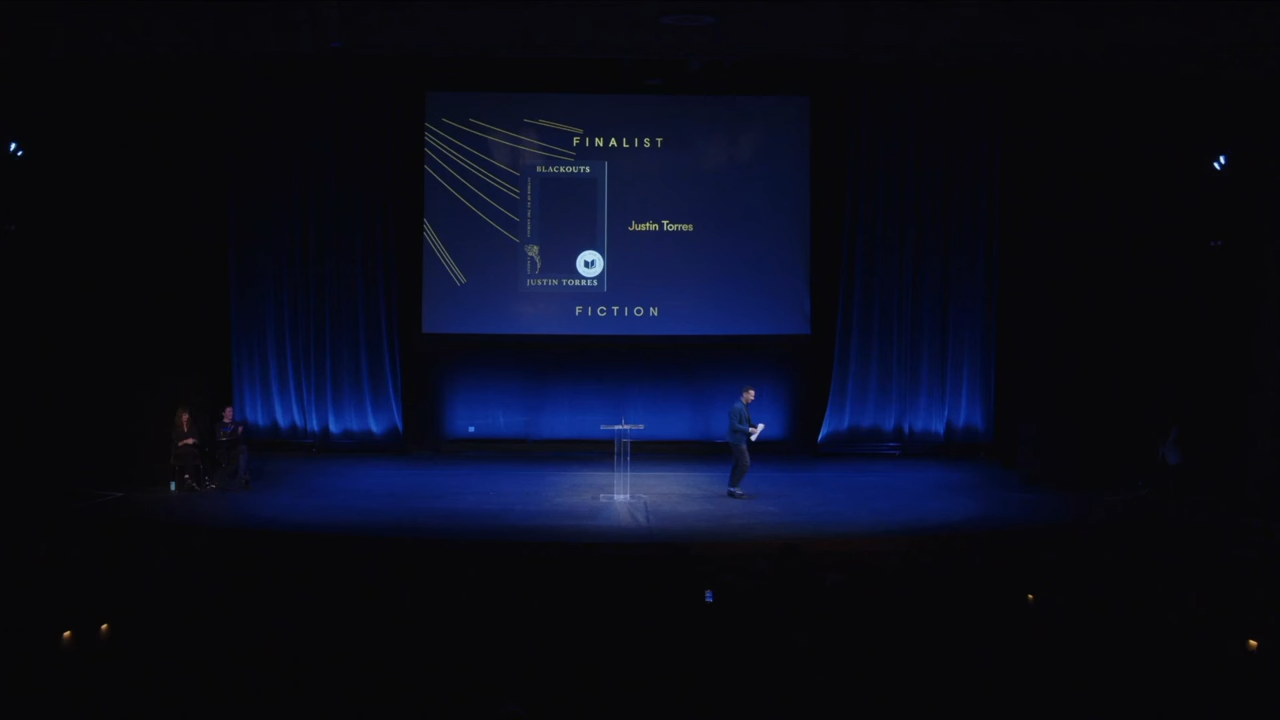 FINALIST
BLACKOUTS
Justin Torres
JUSTIN TORRES
FICTION